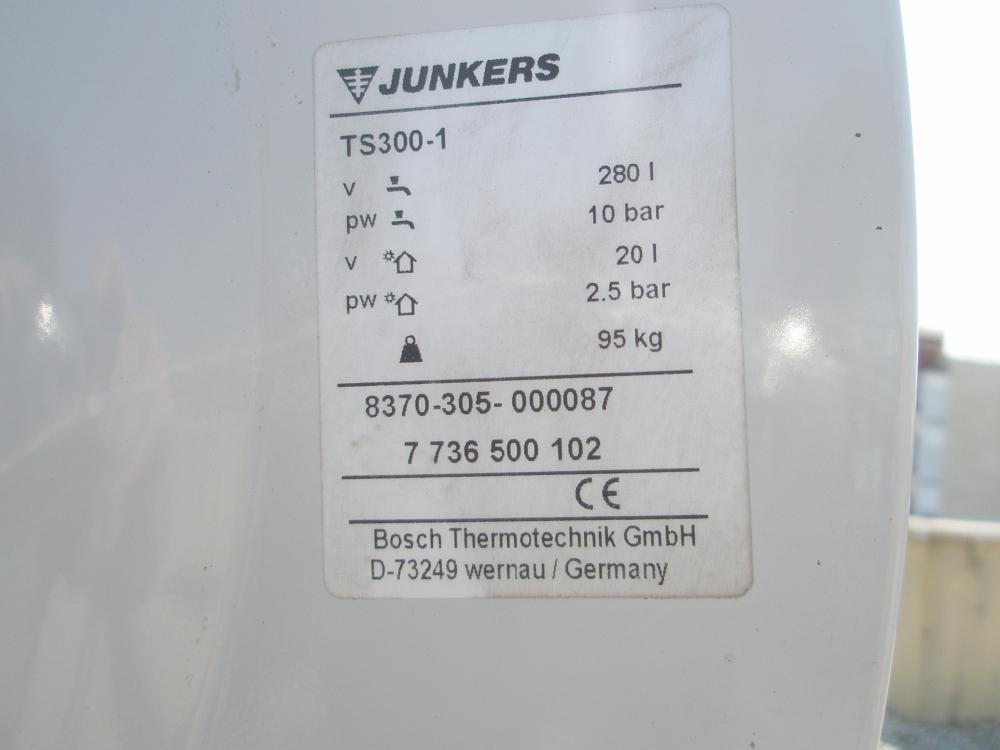 JUNKERS
TS300-1
v 280 l
pw 10 bar
v 20 l
pw 2.5 bar
95 kg
8370-305- 000087
7 736 500 102
CE
Bosch Thermotechnik GmbH
D-73249 wernau / Germany